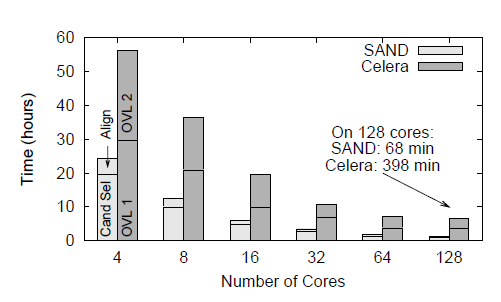 Time (hours)
60
50
40
30
20
10
0
SAND
Celera
Align
Cand Sel
OVL 2
OVL 1
On 128 cores:
SAND: 68 min
Celera: 398 min
4 8 16 32 64 128
Number of Cores